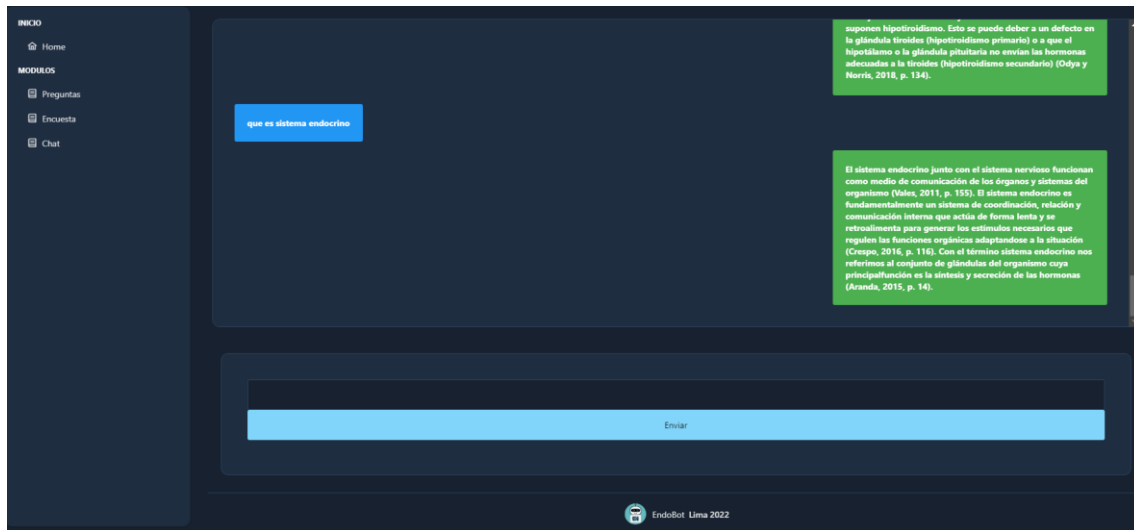 INICIO
Home
MODULOS
Preguntas
Encuesta
Chat
suponen hipotiroidismo. Esto se puede deber a un defecto en
la glándula tiroides (hipotiroidismo primario) o a que el
hipotálamo o la glándula pituitaria no envían las hormonas
adecuadas a la tiroides (hipotiroidismo secundario) (Odya y
Norris, 2018, p. 134).
que es sistema endocrino
El sistema endocrino junto con el sistema nervioso funcionan
como medio de comunicación de los órganos y sistemas del
organismo (Vales, 2011, p. 155). El sistema endocrino es
fundamentalmente un sistema de coordinación, relación y
comunicación interna que actúa de forma lenta y se
retroalimenta para generar los estímulos necesarios que
regulen las funciones orgánicas adaptandose a la situación
(Crespo, 2016, p. 116). Con el término sistema endocrino nos
referimos al conjunto de glándulas del organismo cuya
principalfunción es la síntesis y secreción de las hormonas
(Aranda, 2015, p. 14).
Enviar
EndoBot Lima 2022